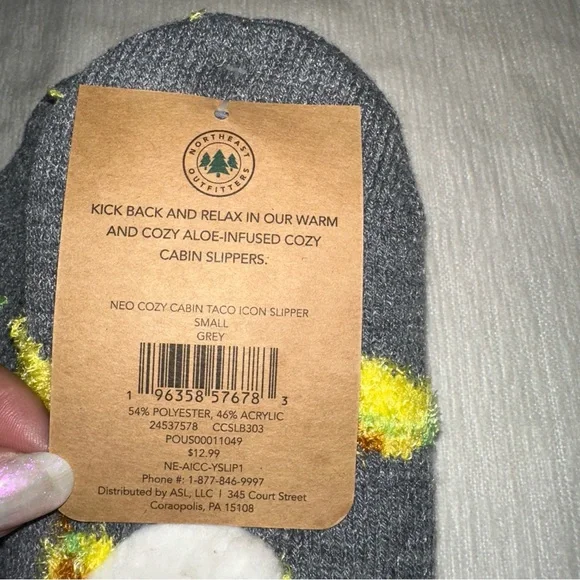 NORTHEAST
OUTFITTERS
KICK BACK AND RELAX IN OUR WARM
AND COZY ALOE-INFUSED COZY
CABIN SLIPPERS.
NEO COZY CABIN TACO ICON SLIPPER
SMALL
GREY
1 96358 57678 3
54% POLYESTER, 46% ACRYLIC
24537578 CCSLB303
POUS00011049
$12.99
NE-AICC-YSLIP1
Phone #: 1-877-846-9997
Distributed by ASL, LLC | 345 Court Street
Coraopolis, PA 15108